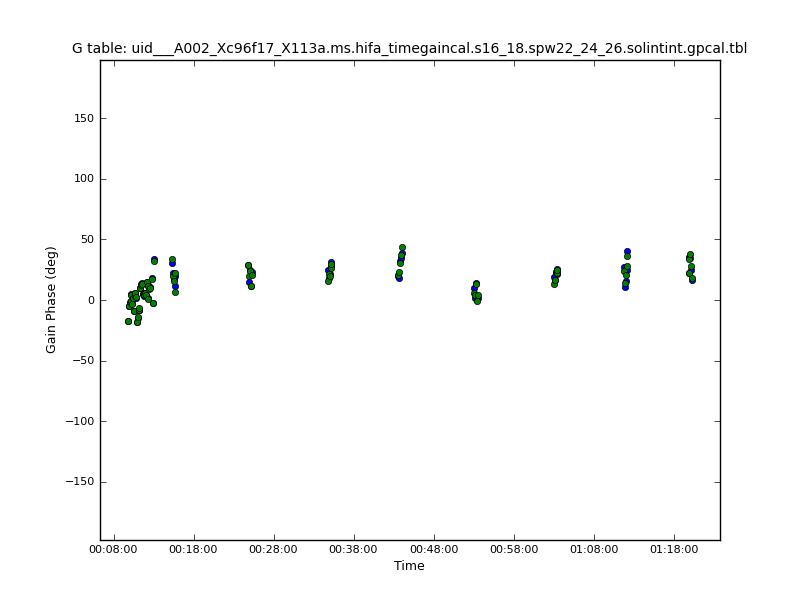 G table: uid___A002_Xc96f17_X113a.ms.hifa_timegaincal.s16_18.spw22_24_26.solintint.gpcal.tbl
Gain Phase (deg)
150
100
50
0
−50
−100
−150
00:08:00 00:18:00 00:28:00 00:38:00 00:48:00 00:58:00 01:08:00 01:18:00
Time